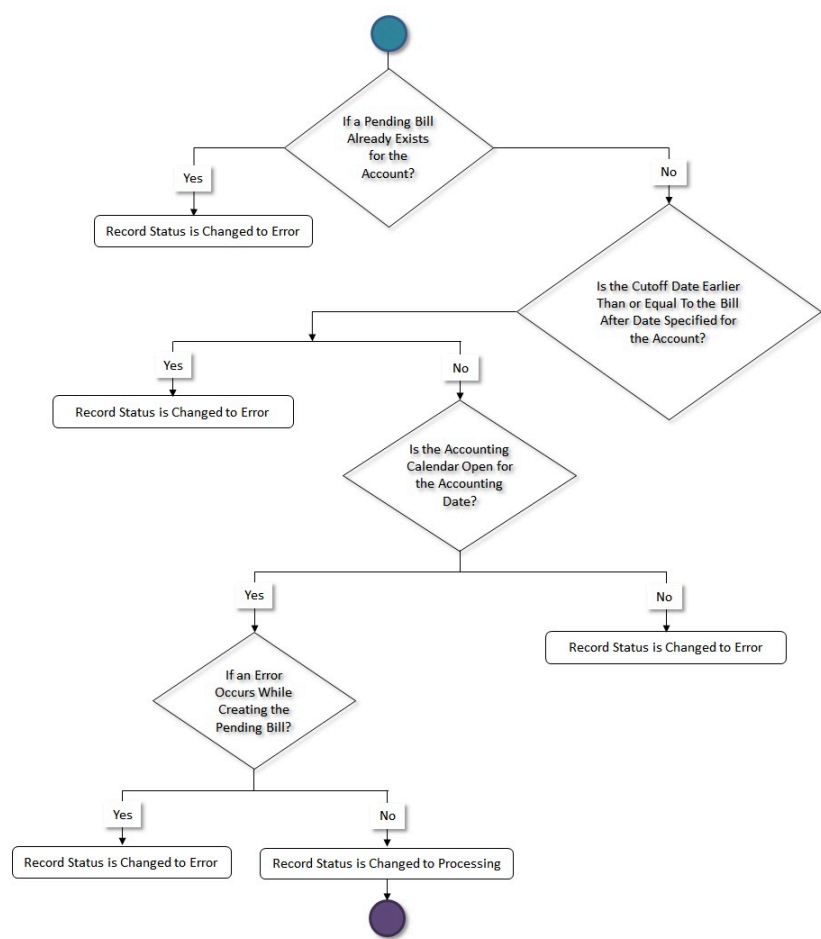 If a Pending Bill
Already Exists
for the
Account?
Yes
No
Record Status is Changed to Error
Is the Cutoff Date Earlier
Than or Equal To the Bill
After Date Specified for
the Account?
Yes
No
Record Status is Changed to Error
Is the Accounting
Calendar Open for
the Accounting
Date?
Yes
No
Record Status is Changed to Error
If an Error
Occurs While
Creating the
Pending Bill?
Yes
No
Record Status is Changed to Error
Record Status is Changed to Processing